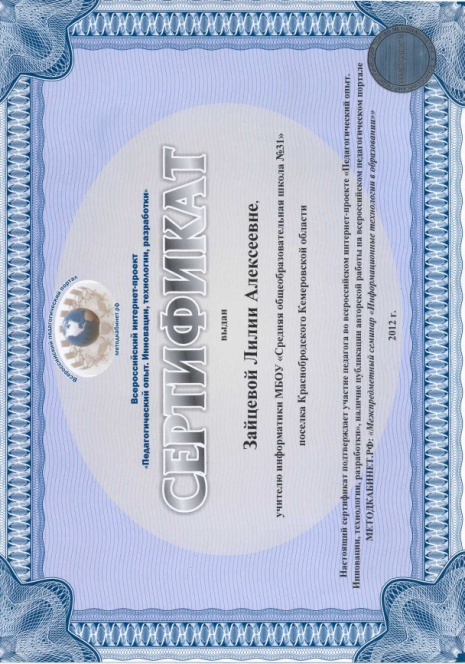 Всероссийский педагогический портал
методкабинет.рф
Всероссийский интернет-проект
«Педагогический опыт. Инновации, технологии, разработки»
СЕРТИФИКАТ
выдан
Зайцевой Лилии Алексеевне,
учителю информатики МБОУ «Средняя общеобразовательная школа №31»
поселка Краснобродского Кемеровской области
Настоящий сертификат подтверждает участие педагога во всероссийском интернет-проекте «Педагогический опыт.
Инновации, технологии, разработки», наличие публикации авторской работы на всероссийском педагогическом портале
МЕТОДКАБИНЕТ.РФ: «Межпредметный семинар «Информационные технологии в образовании»»
2012 г.